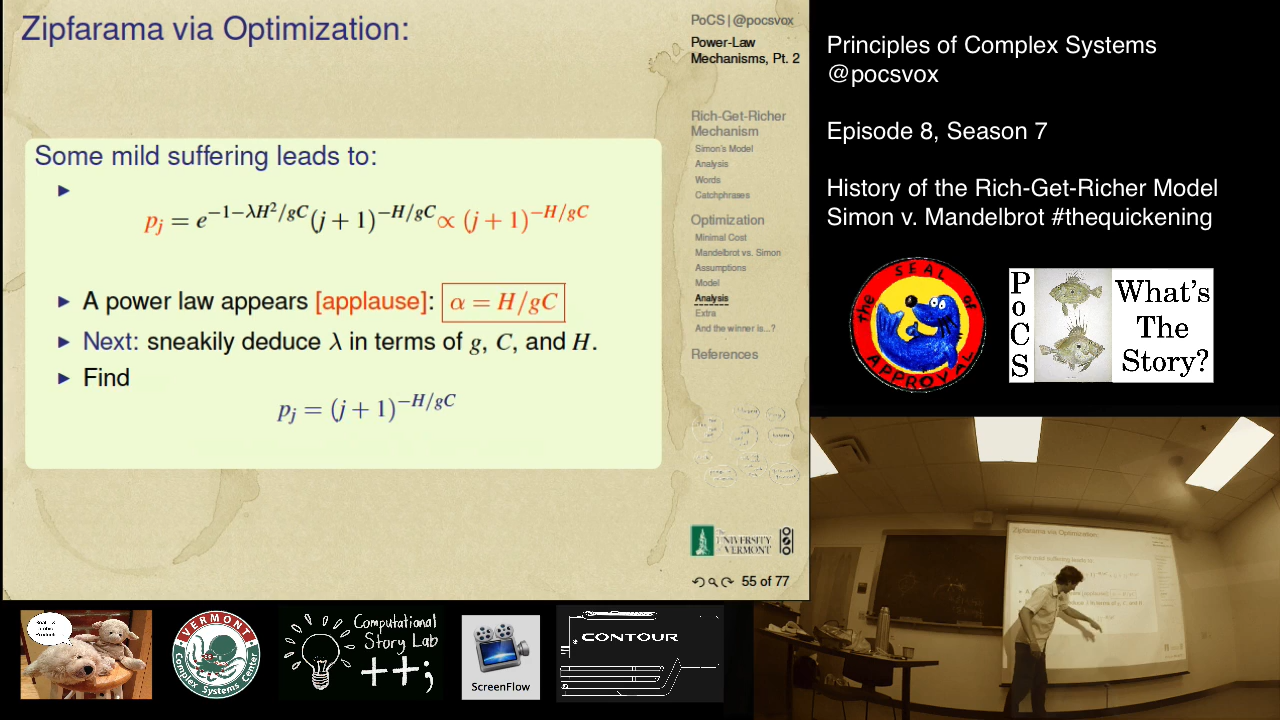 Zipfarama via Optimization:
Some mild suffering leads to:
p_j = e^{-1-λH²/gC}(j + 1)^{-H/gC} ∝ (j + 1)^{-H/gC}
A power law appears [applause]: α = H/gC
Next: sneakily deduce λ in terms of g, C, and H.
Find
p_j = (j + 1)^{-H/gC}
PoCS | @pocsvox
Power-Law
Mechanisms, Pt. 2
Rich-Get-Richer
Mechanism
Simon's Model
Analysis
Words
Catchphrases
Optimization
Minimal Cost
Mandelbrot vs. Simon
Assumptions
Model
Analysis
Extra
And the winner is...?
References
The
UNIVERSITY
of VERMONT
55 of 77
Principles of Complex Systems
@pocsvox
Episode 8, Season 7
History of the Rich-Get-Richer Model
Simon v. Mandelbrot #thequickening
the SEAL OF
APPROVAL
PoCS
What's
The
Story?
VERMONT
Complex Systems Center
Computational
Story Lab
++;
ScreenFlow
CONTOUR
Zipfarama via Optimization: